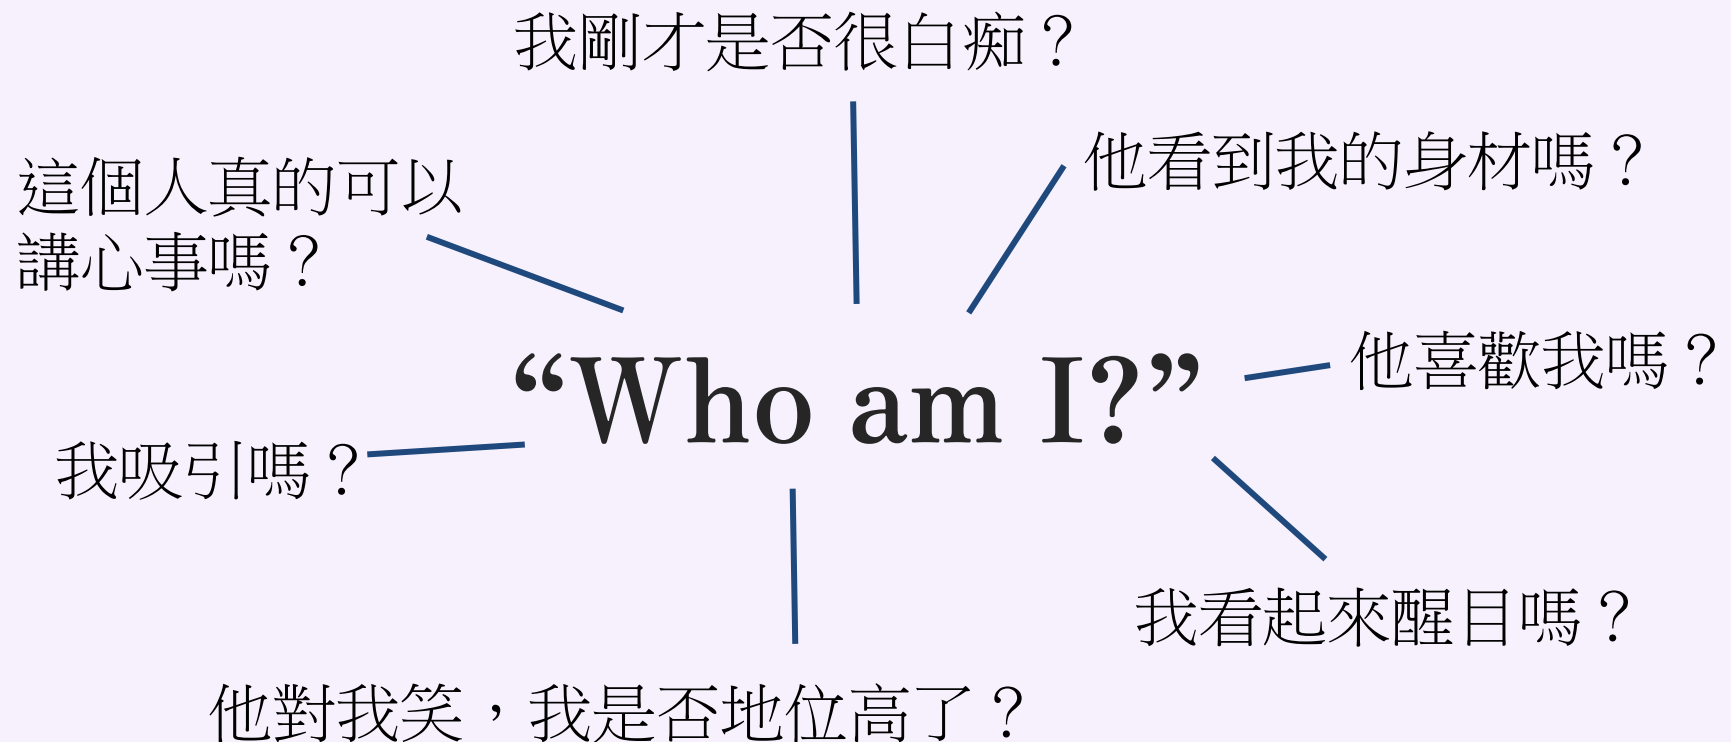 我剛才是否很白痴？
他看到我的身材嗎？
這個人真的可以
講心事嗎？
他喜歡我嗎？
“Who am I?”
我吸引嗎？
我看起來醒目嗎？
他對我笑，我是否地位高了？